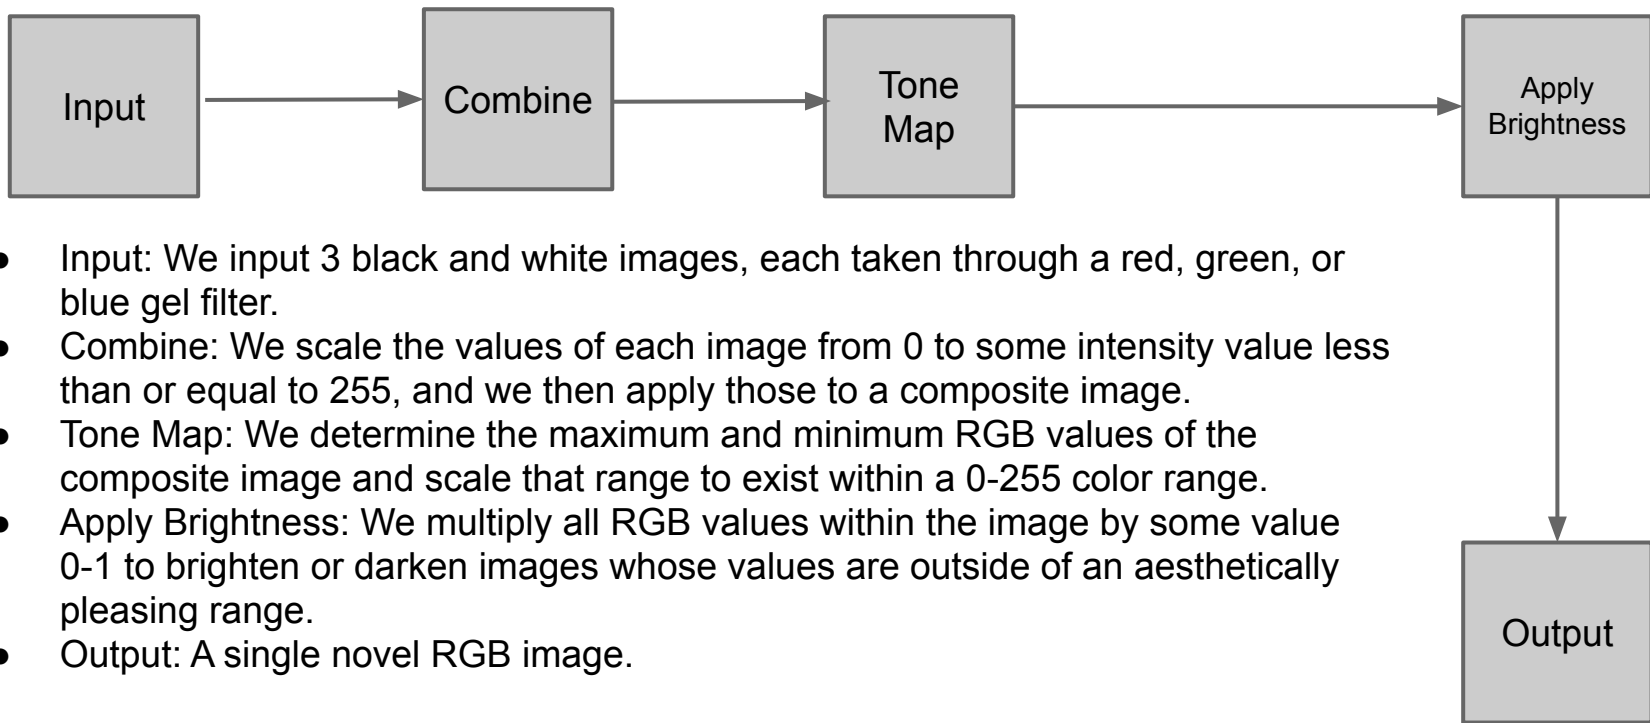 Input
Combine
Tone
Map
Apply
Brightness
● Input: We input 3 black and white images, each taken through a red, green, or
blue gel filter.
● Combine: We scale the values of each image from 0 to some intensity value less
than or equal to 255, and we then apply those to a composite image.
● Tone Map: We determine the maximum and minimum RGB values of the
composite image and scale that range to exist within a 0-255 color range.
● Apply Brightness: We multiply all RGB values within the image by some value
0-1 to brighten or darken images whose values are outside of an aesthetically
pleasing range.
● Output: A single novel RGB image.
Output